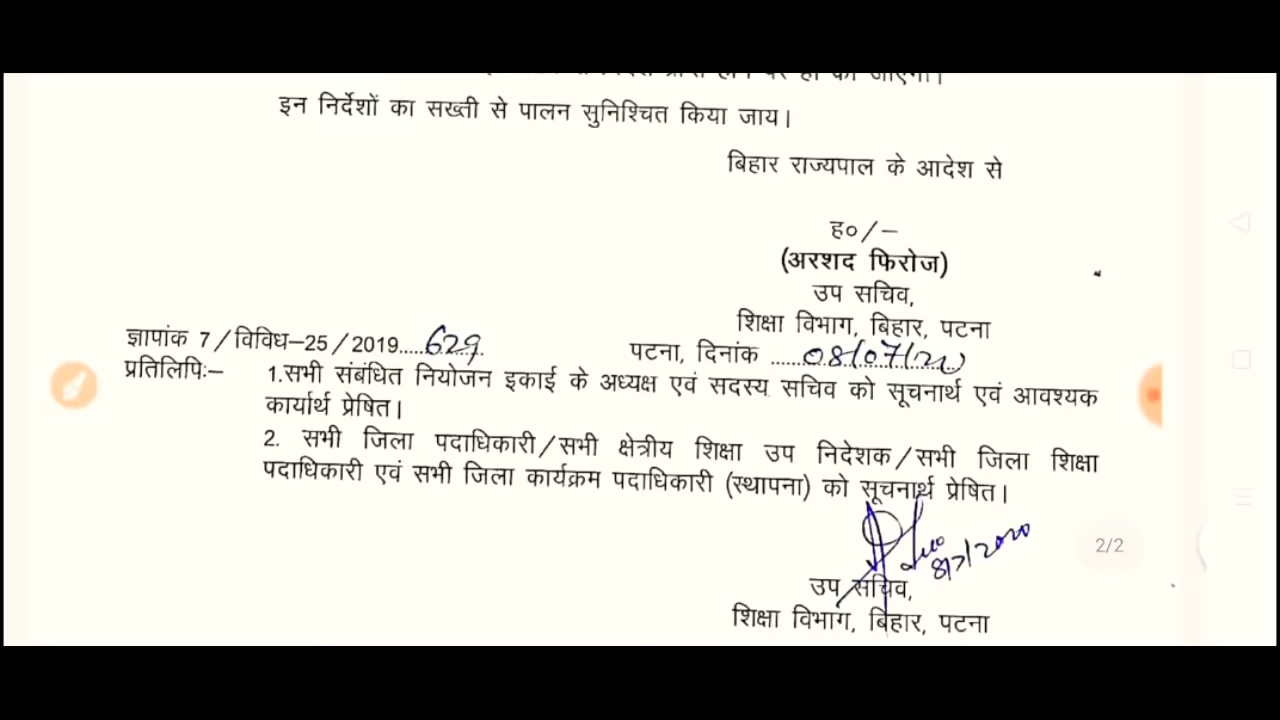 इन निर्देशों का सख्ती से पालन सुनिश्चित किया जाय।
बिहार राज्यपाल के आदेश से
ह०/–
(अरशद फिरोज)
उप सचिव,
शिक्षा विभाग, बिहार, पटना
ज्ञापांक 7/विविध–25/2019.....629.. पटना, दिनांक ......08/07/20
प्रतिलिपिः– 1.सभी संबंधित नियोजन इकाई के अध्यक्ष एवं सदस्य सचिव को सूचनार्थ एवं आवश्यक
कार्यार्थ प्रेषित।
2. सभी जिला पदाधिकारी/सभी क्षेत्रीय शिक्षा उप निदेशक/सभी जिला शिक्षा
पदाधिकारी एवं सभी जिला कार्यक्रम पदाधिकारी (स्थापना) को सूचनार्थ प्रेषित।
8/7/2020
2/2
उप सचिव,
शिक्षा विभाग, बिहार, पटना